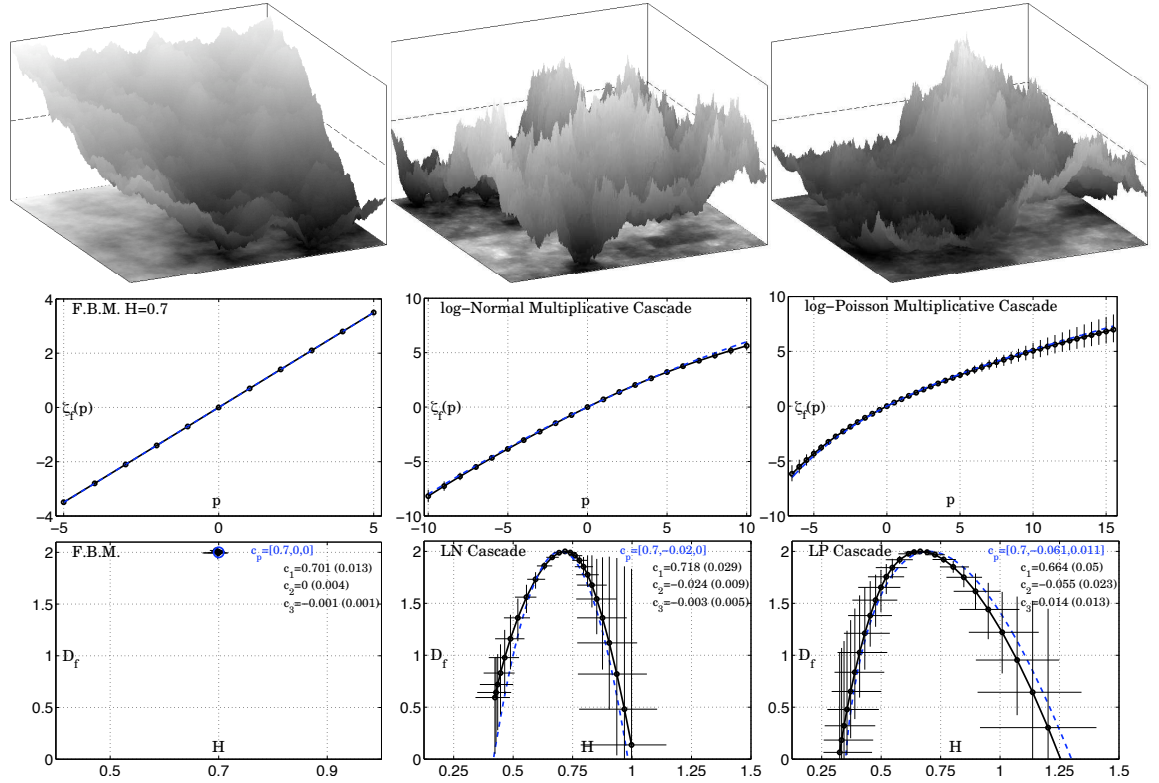 F.B.M. H=0.7
4
2
0
−2
−4
ζf(p)
p
−5
0
5
log−Normal Multiplicative Cascade
10
5
0
−5
−10
ζf(p)
p
−10
−5
0
5
10
log−Poisson Multiplicative Cascade
10
5
0
−5
−10
ζf(p)
p
−5
0
5
10
15
F.B.M.
cp=[0.7,0,0]
c1=0.701 (0.013)
c2=0 (0.004)
c3=−0.001 (0.001)
2
1.5
1
0.5
0
Df
H
0.5
0.7
0.9
LN Cascade
cp=[0.7,−0.02,0]
c1=0.718 (0.029)
c2=−0.024 (0.009)
c3=−0.003 (0.005)
2
1.5
1
0.5
0
Df
H
0.25
0.5
0.75
1
1.25
1.5
LP Cascade
cp=[0.7,−0.061,0.011]
c1=0.664 (0.05)
c2=−0.055 (0.023)
c3=0.014 (0.013)
2
1.5
1
0.5
0
Df
H
0.25
0.5
0.75
1
1.25
1.5